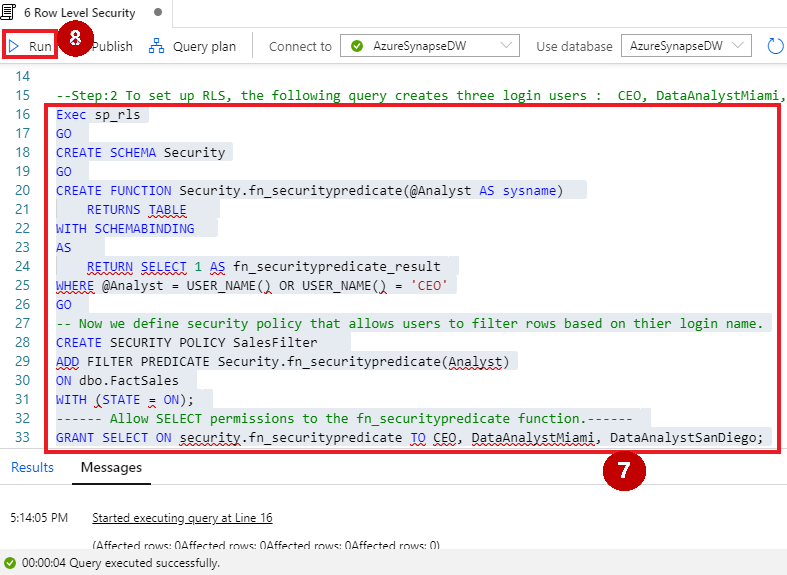 6 Row Level Security
Run 8 Publish Query plan Connect to AzureSynapseDW Use database AzureSynapseDW
14
15 --Step:2 To set up RLS, the following query creates three login users :  CEO, DataAnalystMiami,
16 Exec sp_rls
17 GO
18 CREATE SCHEMA Security
19 GO
20 CREATE FUNCTION Security.fn_securitypredicate(@Analyst AS sysname)
21     RETURNS TABLE
22 WITH SCHEMABINDING
23 AS
24     RETURN SELECT 1 AS fn_securitypredicate_result
25 WHERE @Analyst = USER_NAME() OR USER_NAME() = 'CEO'
26 GO
27 -- Now we define security policy that allows users to filter rows based on thier login name.
28 CREATE SECURITY POLICY SalesFilter
29 ADD FILTER PREDICATE Security.fn_securitypredicate(Analyst)
30 ON dbo.FactSales
31 WITH (STATE = ON);
32 ------ Allow SELECT permissions to the fn_securitypredicate function.------
33 GRANT SELECT ON security.fn_securitypredicate TO CEO, DataAnalystMiami, DataAnalystSanDiego;
7
Results Messages
5:14:05 PM Started executing query at Line 16
(Affected rows: 0Affected rows: 0Affected rows: 0Affected rows: 0)
00:00:04 Query executed successfully.